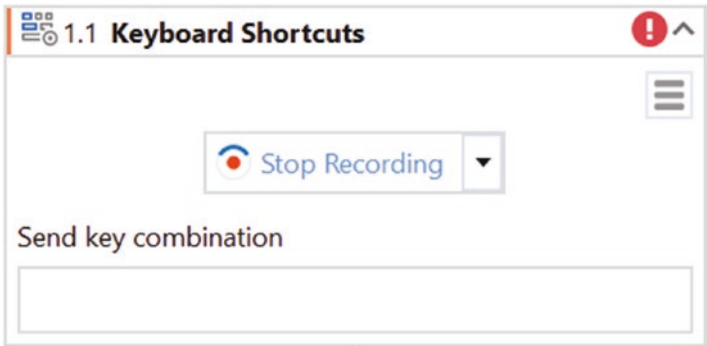 1.1 Keyboard Shortcuts
Stop Recording
Send key combination